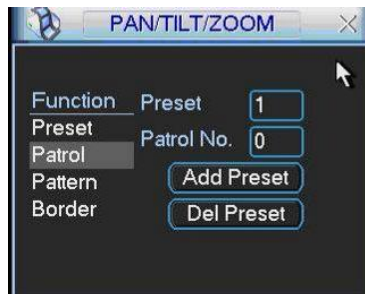 PAN/TILT/ZOOM
Function
Preset
Patrol
Pattern
Border
Preset 1
Patrol No. 0
Add Preset
Del Preset